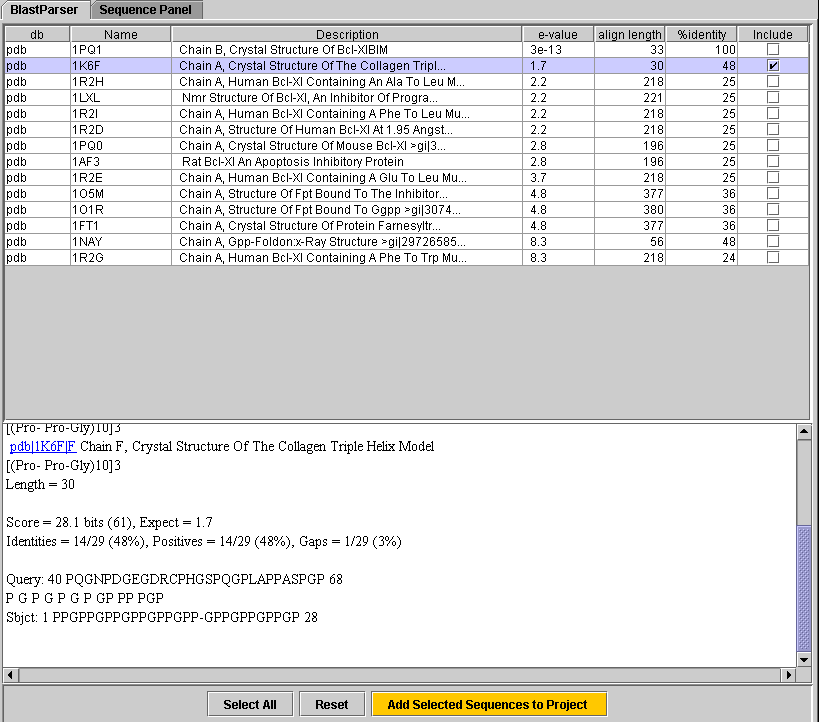 BlastParser Sequence Panel
db Name Description e-value align length %identity Include
pdb 1PQ1 Chain B, Crystal Structure Of Bcl-XlBIM 3e-13 33 100
pdb 1K6F Chain A, Crystal Structure Of The Collagen Tripl... 1.7 30 48
pdb 1R2H Chain A, Human Bcl-Xl Containing An Ala To Leu M... 2.2 218 25
pdb 1LXL Nmr Structure Of Bcl-Xl, An Inhibitor Of Progra... 2.2 221 25
pdb 1R2I Chain A, Human Bcl-Xl Containing A Phe To Leu Mu... 2.2 218 25
pdb 1R2D Chain A, Structure Of Human Bcl-Xl At 1.95 Angst... 2.2 218 25
pdb 1PQ0 Chain A, Crystal Structure Of Mouse Bcl-Xl >gi|3... 2.8 196 25
pdb 1AF3 Rat Bcl-Xl An Apoptosis Inhibitory Protein 2.8 196 25
pdb 1R2E Chain A, Human Bcl-Xl Containing A Glu To Leu Mu... 3.7 218 25
pdb 1O5M Chain A, Structure Of Fpt Bound To The Inhibitor... 4.8 377 36
pdb 1O1R Chain A, Structure Of Fpt Bound To Ggpp >gi|3074... 4.8 380 36
pdb 1FT1 Chain A, Crystal Structure Of Protein Farnesyltr... 4.8 377 36
pdb 1NAY Chain A, Gpp-Foldon:x-Ray Structure >gi|29726585... 8.3 56 48
pdb 1R2G Chain A, Human Bcl-Xl Containing A Phe To Trp Mu... 8.3 218 24
[(Pro- Pro-Gly)10]3
pdb|1K6F|F Chain F, Crystal Structure Of The Collagen Triple Helix Model
[(Pro- Pro-Gly)10]3
Length = 30
Score = 28.1 bits (61), Expect = 1.7
Identities = 14/29 (48%), Positives = 14/29 (48%), Gaps = 1/29 (3%)
Query: 40 PQGNPDGEGDRCPHGSPQGPLAPPASPGP 68
P G P G P G P GP PP PGP
Sbjct: 1 PPGPPGPPGPPGPPGPP-GPPGPPGPPGP 28
Select All Reset Add Selected Sequences to Project